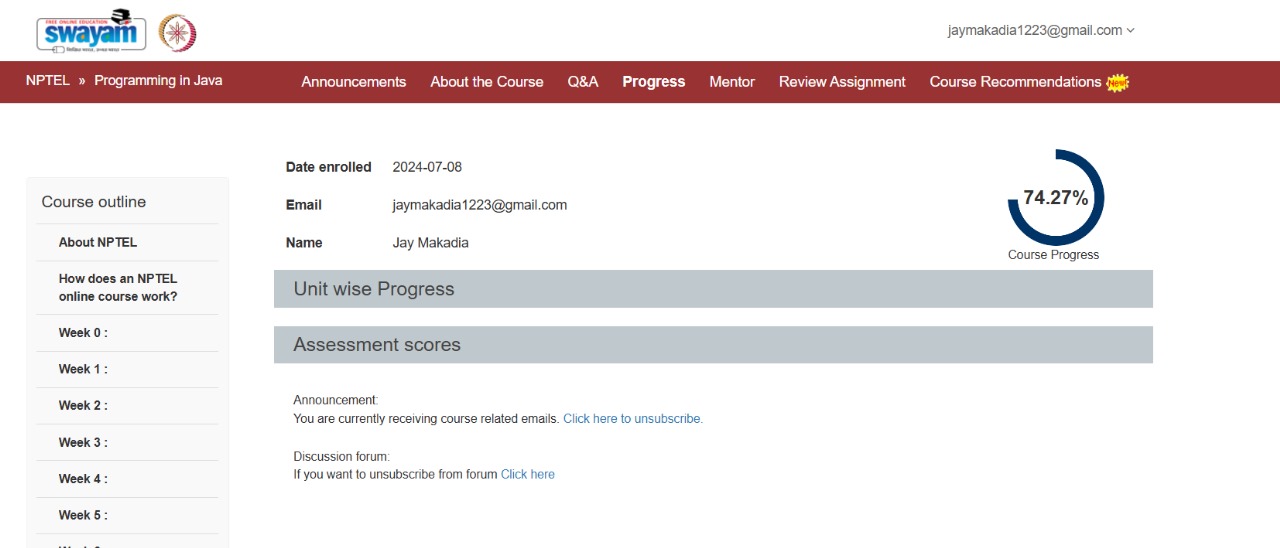 FREE ONLINE EDUCATION
swayam
jaymakadia1223@gmail.com
NPTEL » Programming in Java
Announcements About the Course Q&A Progress Mentor Review Assignment Course Recommendations New!
Course outline
About NPTEL
How does an NPTEL
online course work?
Week 0 :
Week 1 :
Week 2 :
Week 3 :
Week 4 :
Week 5 :
Date enrolled 2024-07-08
Email jaymakadia1223@gmail.com
Name Jay Makadia
74.27%
Course Progress
Unit wise Progress
Assessment scores
Announcement:
You are currently receiving course related emails. Click here to unsubscribe.
Discussion forum:
If you want to unsubscribe from forum Click here